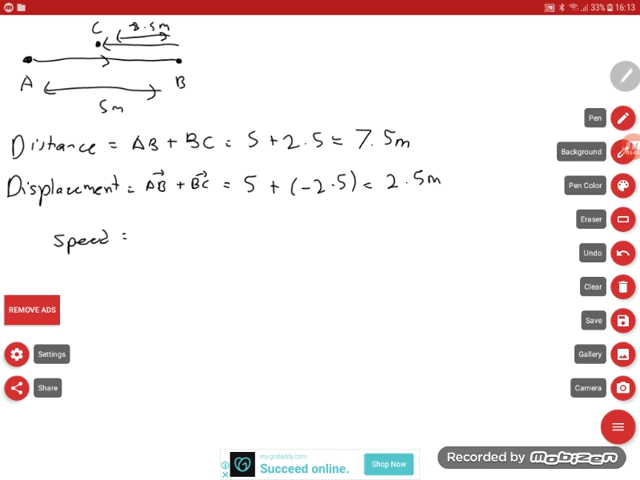 33% 16:13
C 2.5m
A B
5m
Distance = AB + BC = 5 + 2.5 = 7.5m
Displacement = AB + BC = 5 + (-2.5) = 2.5m
Speed =
Pen
Background
Pen Color
Eraser
Undo
Clear
Save
Gallery
Camera
REMOVE ADS
Settings
Share
my.godaddy.com
Succeed online.
Shop Now
Recorded by mobizen